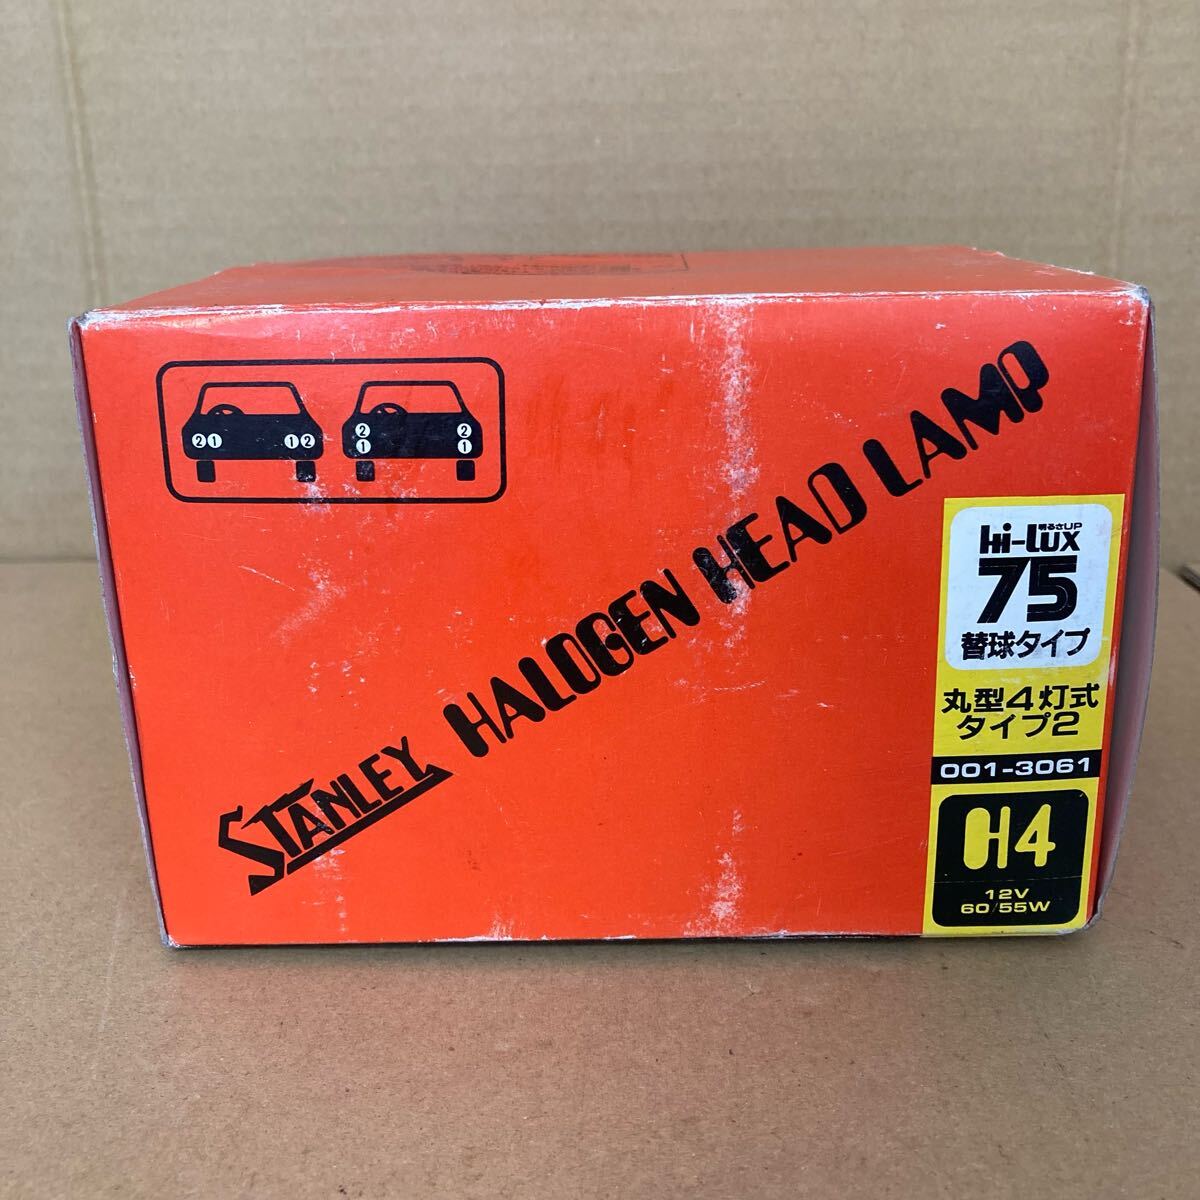 ②① ①② ② ②
① ①
STANLEY HALOGEN HEAD LAMP
明るさUP
Hi-LUX
75
替球タイプ
丸型4灯式
タイプ2
001-3061
H4
12V
60/55W